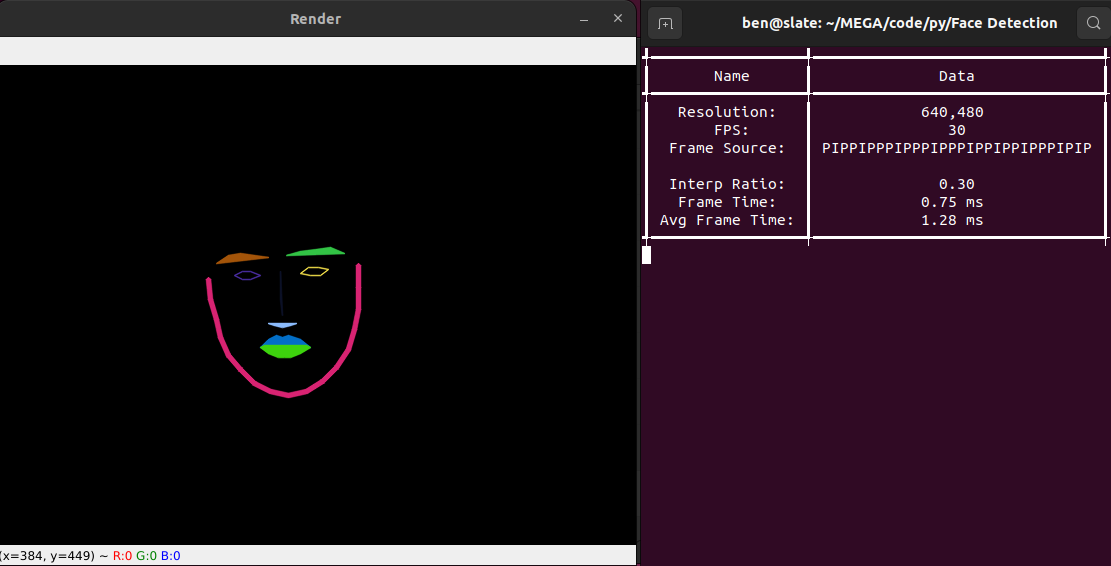 Render
(x=384, y=449) ~ R:0 G:0 B:0
ben@slate: ~/MEGA/code/py/Face Detection
Name Data
Resolution: 640,480
FPS: 30
Frame Source: PIPPIPPPIPPPIPPPIPPIPPIPPPIPIP
Interp Ratio: 0.30
Frame Time: 0.75 ms
Avg Frame Time: 1.28 ms